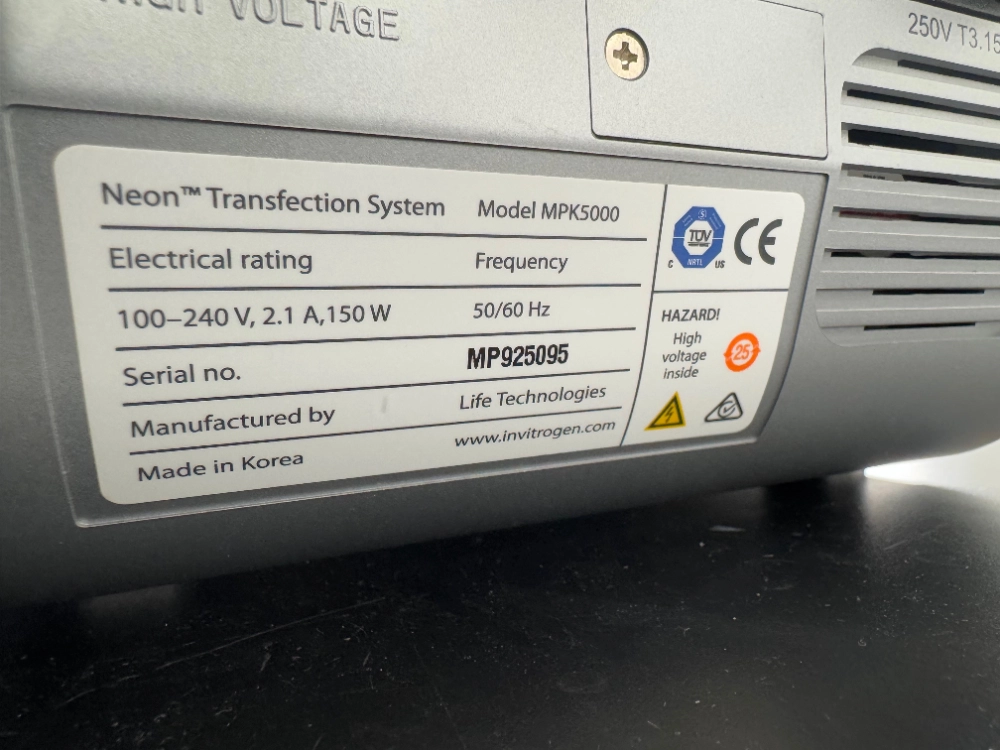 HIGH VOLTAGE
250V T3.15
Neon™ Transfection System Model MPK5000
Electrical rating Frequency
100–240 V, 2.1 A,150 W 50/60 Hz
Serial no. MP925095
Manufactured by Life Technologies
Made in Korea www.invitrogen.com
TÜV
C NRTL US
CE
HAZARD!
High
voltage
inside
25